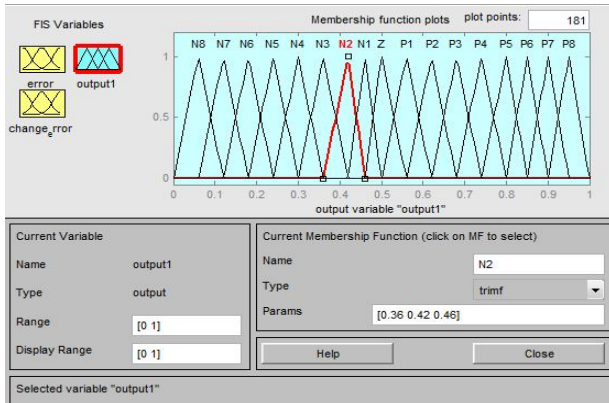 FIS Variables
error
output1
change_error
Membership function plots
plot points:
181
N8 N7 N6 N5 N4 N3 N2 N1 Z P1 P2 P3 P4 P5 P6 P7 P8
1
0.5
0
0 0.1 0.2 0.3 0.4 0.5 0.6 0.7 0.8 0.9 1
output variable "output1"
Current Variable
Name output1
Type output
Range [0 1]
Display Range [0 1]
Current Membership Function (click on MF to select)
Name N2
Type trimf
Params [0.36 0.42 0.46]
Help Close
Selected variable "output1"